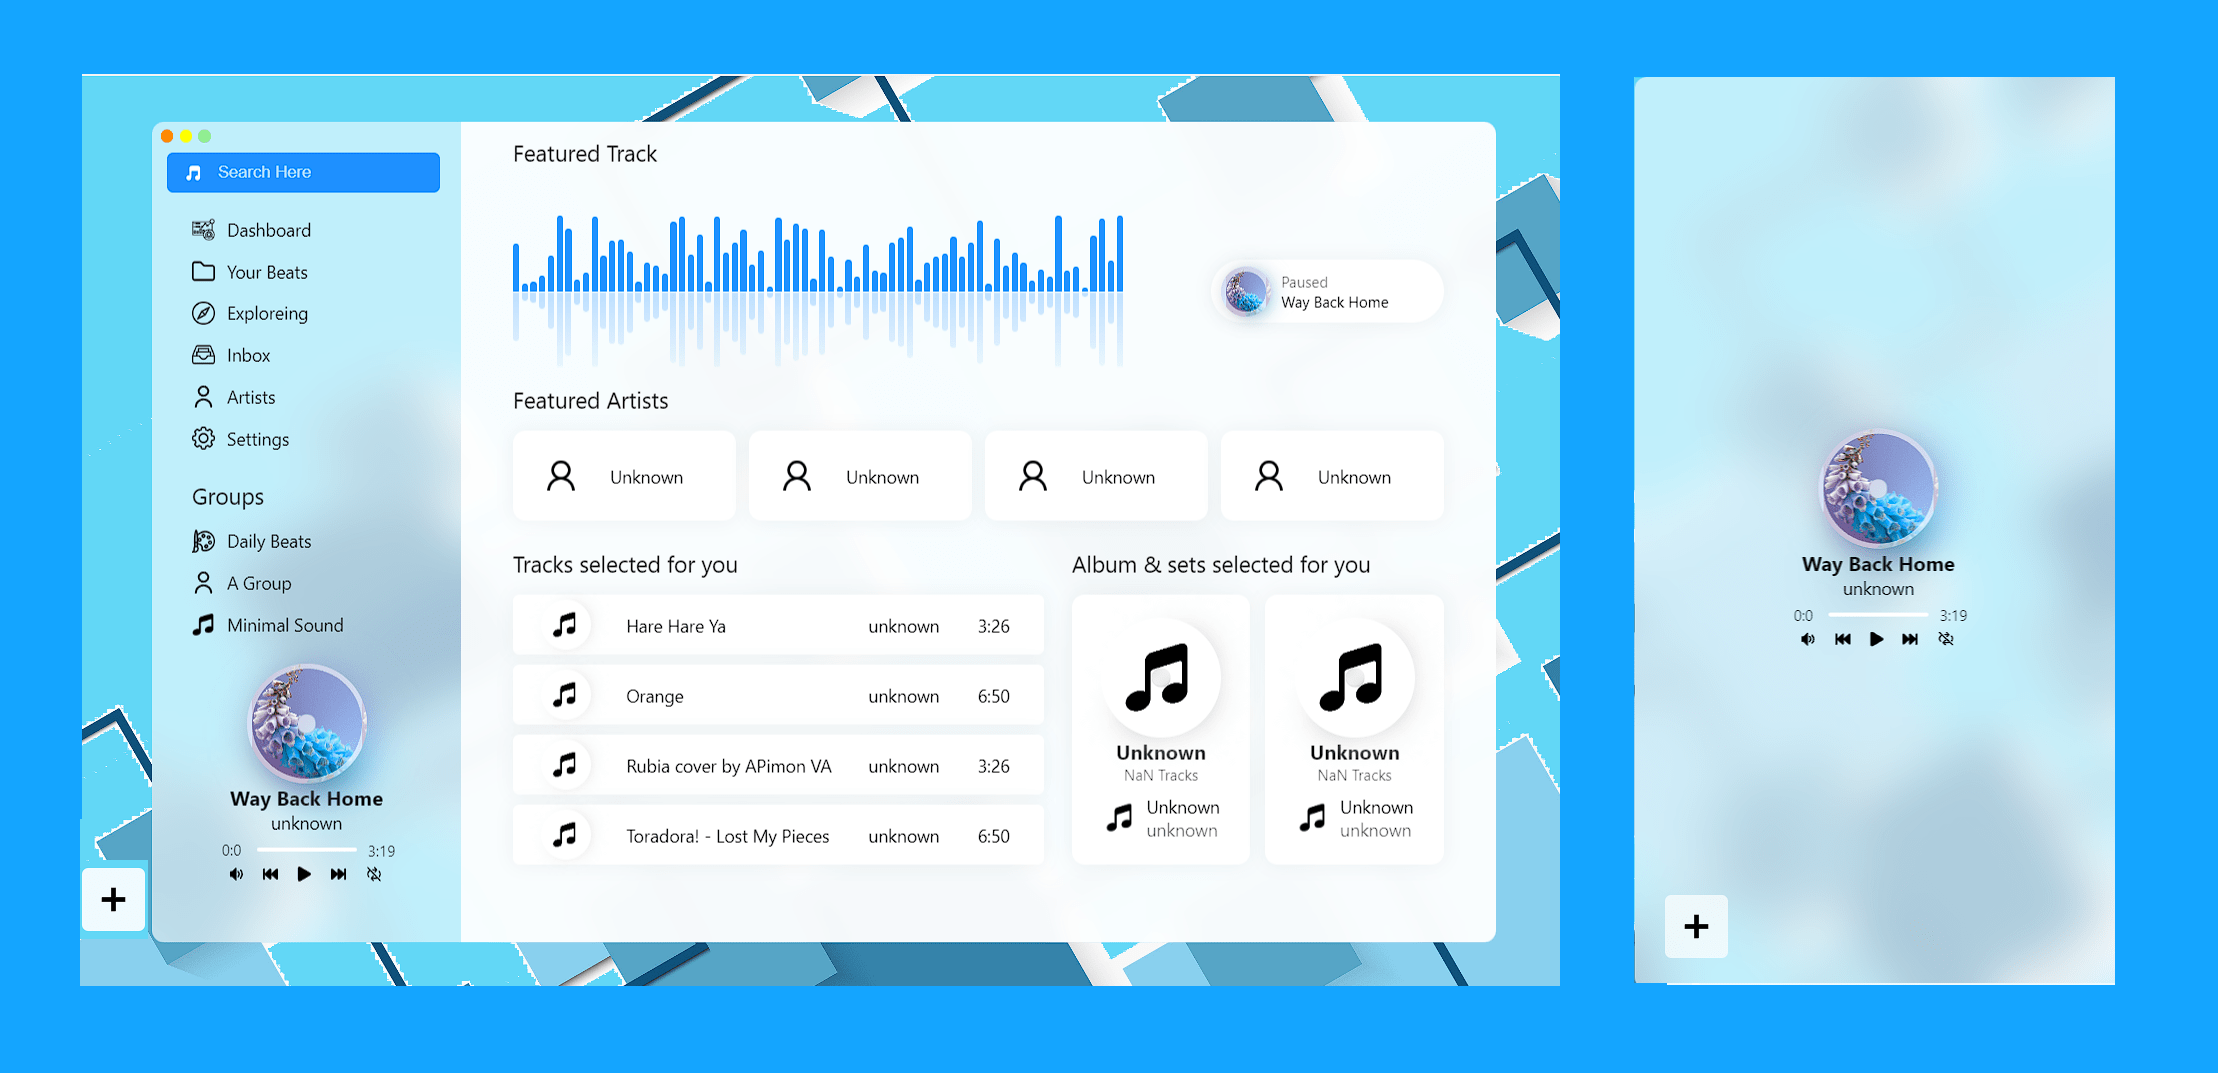 Search Here
Dashboard
Your Beats
Exploreing
Inbox
Artists
Settings
Groups
Daily Beats
A Group
Minimal Sound
Way Back Home
unknown
0:0 3:19
Featured Track
Paused
Way Back Home
Featured Artists
Unknown
Unknown
Unknown
Unknown
Tracks selected for you
Hare Hare Ya unknown 3:26
Orange unknown 6:50
Rubia cover by APimon VA unknown 3:26
Toradora! - Lost My Pieces unknown 6:50
Album & sets selected for you
Unknown
NaN Tracks
Unknown
unknown
Unknown
NaN Tracks
Unknown
unknown
Way Back Home
unknown
0:0 3:19